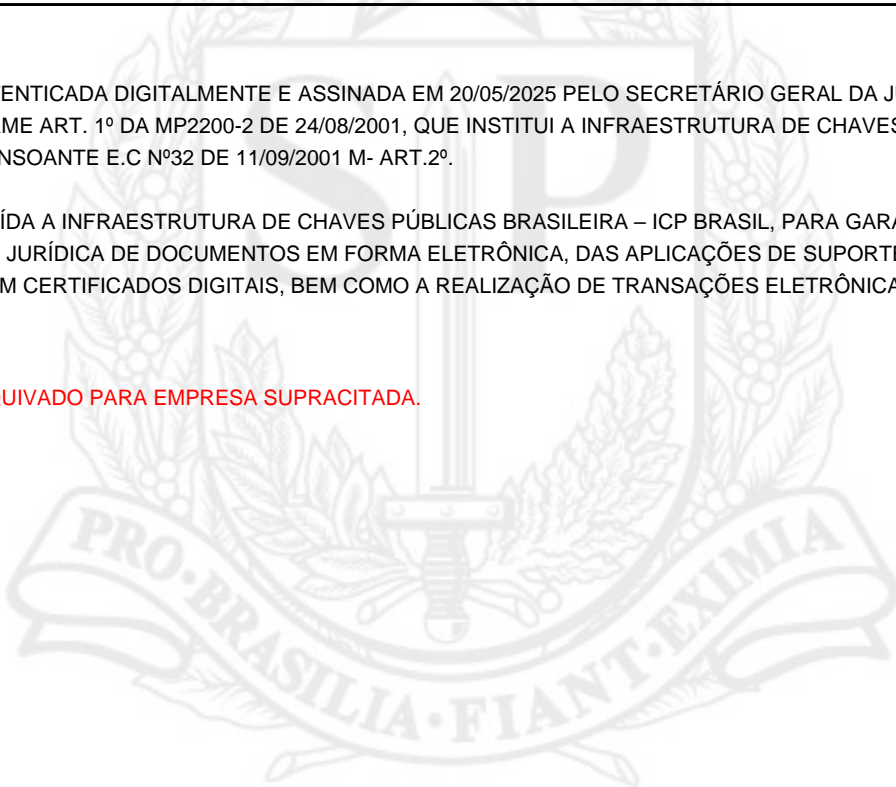 ENTICADA DIGITALMENTE E ASSINADA EM 20/05/2025 PELO SECRETÁRIO GERAL DA J
ME ART. 1º DA MP2200-2 DE 24/08/2001, QUE INSTITUI A INFRAESTRUTURA DE CHAVES
NSOANTE E.C Nº32 DE 11/09/2001 M- ART.2º.
ÍDA A INFRAESTRUTURA DE CHAVES PÚBLICAS BRASILEIRA – ICP BRASIL, PARA GARA
JURÍDICA DE DOCUMENTOS EM FORMA ELETRÔNICA, DAS APLICAÇÕES DE SUPORTE
M CERTIFICADOS DIGITAIS, BEM COMO A REALIZAÇÃO DE TRANSAÇÕES ELETRÔNICA
UIVADO PARA EMPRESA SUPRACITADA.
SP
PRO·BRASILIA·FIANT·EXIMIA